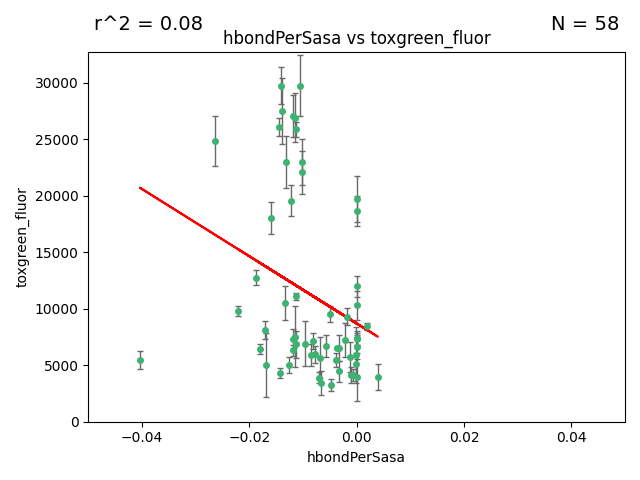 r^2 = 0.08
N = 58
hbondPerSasa vs toxgreen_fluor
30000
25000
20000
15000
10000
5000
0
toxgreen_fluor
−0.04
−0.02
0.00
0.02
0.04
hbondPerSasa